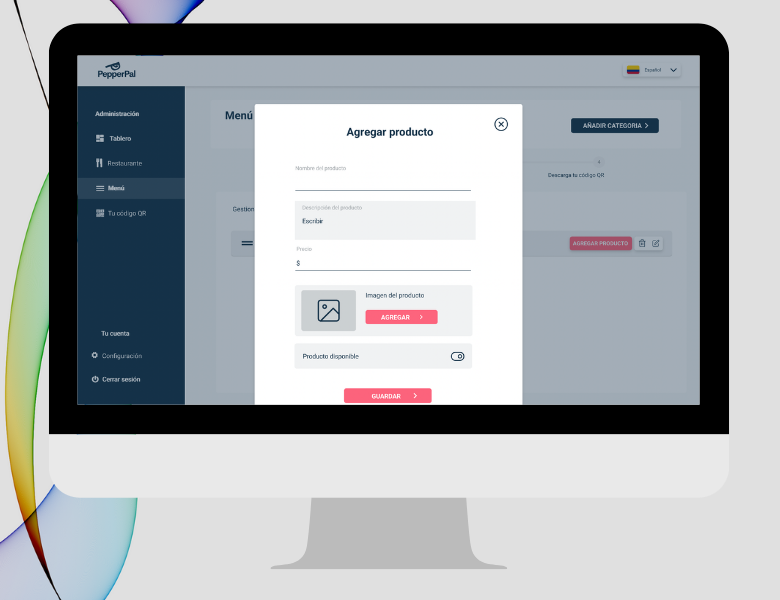 PepperPal
Español
Administración
Tablero
Restaurante
Menú
Tu código QR
Tu cuenta
Configuración
Cerrar sesión
Menú
AÑADIR CATEGORIA
4
Descarga tu código QR
Gestion
AGREGAR PRODUCTO
Agregar producto
Nombre del producto
Descripción del producto
Escribir
Precio
$
Imagen del producto
AGREGAR
Producto disponible
GUARDAR